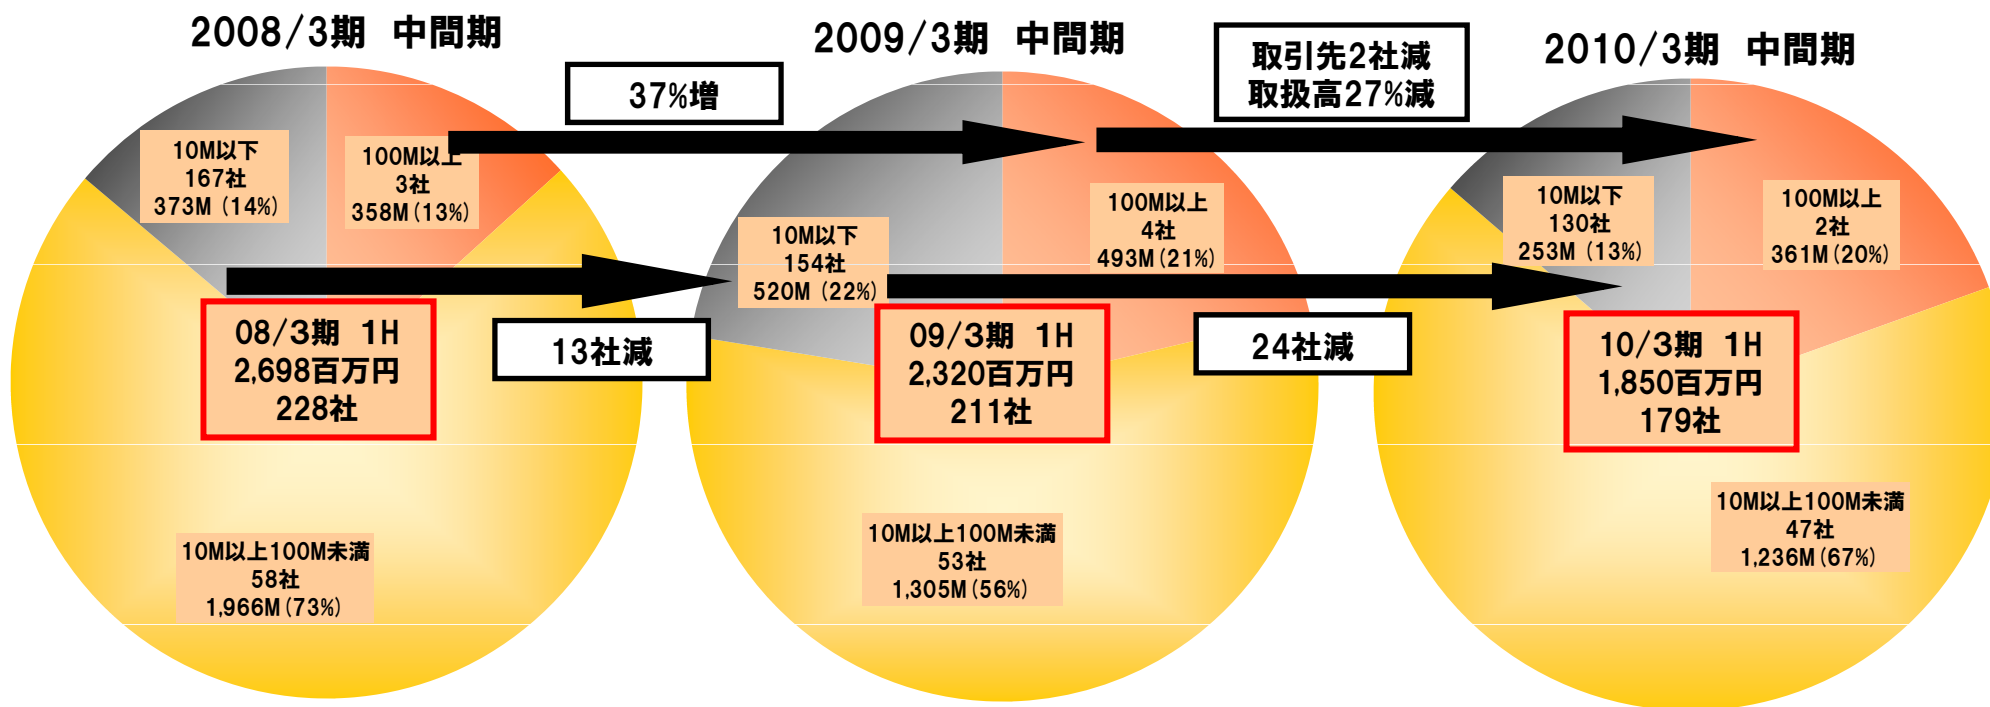 2008/3期 中間期
10M以下
167社
373M (14%)
100M以上
3社
358M(13%)
08/3期 1H
2,698百万円
228社
10M以上100M未満
58社
1,966M(73%)
37%増
13社減
2009/3期 中間期
10M以下
154社
520M (22%)
100M以上
4社
493M(21%)
09/3期 1H
2,320百万円
211社
10M以上100M未満
53社
1,305M(56%)
取引先2社減
取扱高27%減
24社減
2010/3期 中間期
10M以下
130社
253M (13%)
100M以上
2社
361M(20%)
10/3期 1H
1,850百万円
179社
10M以上100M未満
47社
1,236M(67%)